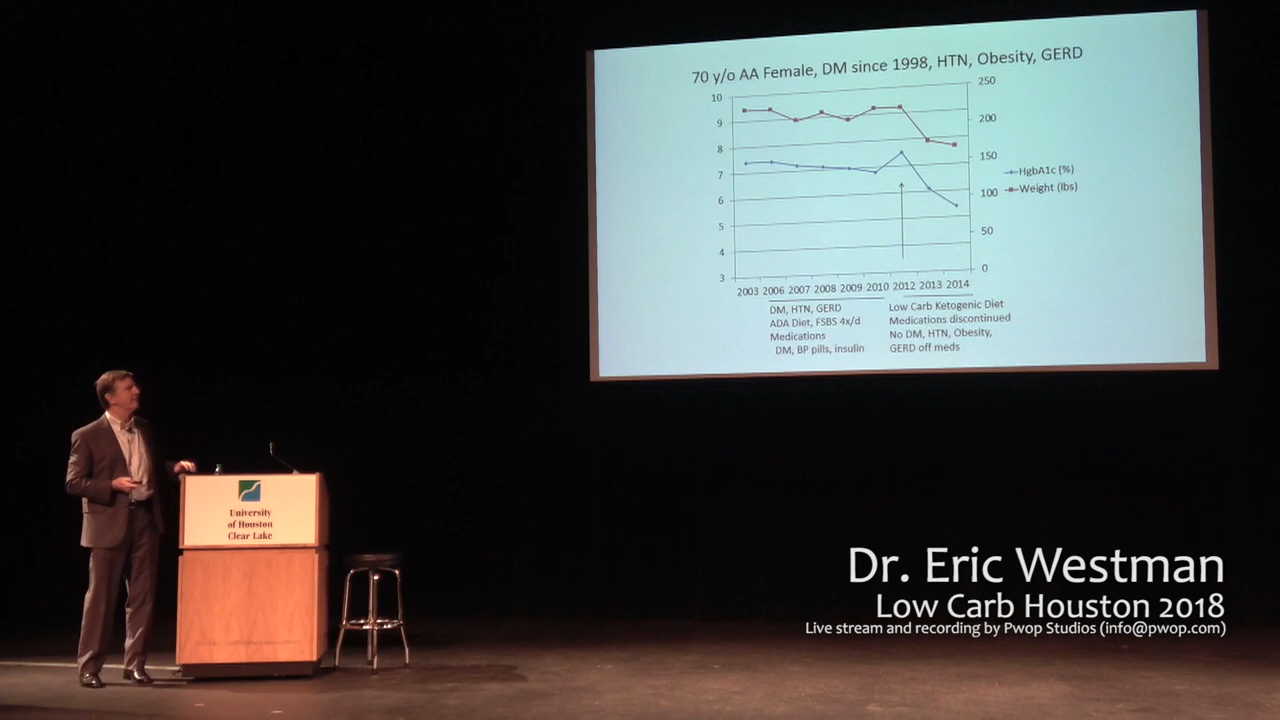 70 y/o AA Female, DM since 1998, HTN, Obesity, GERD
10
9
8
7
6
5
4
3
250
200
150
100
50
0
HgbA1c (%)
Weight (lbs)
2003 2006 2007 2008 2009 2010 2012 2013 2014
DM, HTN, GERD
ADA Diet, FSBS 4x/d
Medications
DM, BP pills, insulin
Low Carb Ketogenic Diet
Medications discontinued
No DM, HTN, Obesity,
GERD off meds
University
of Houston
Clear Lake
Dr. Eric Westman
Low Carb Houston 2018
Live stream and recording by Pwop Studios (info@pwop.com)